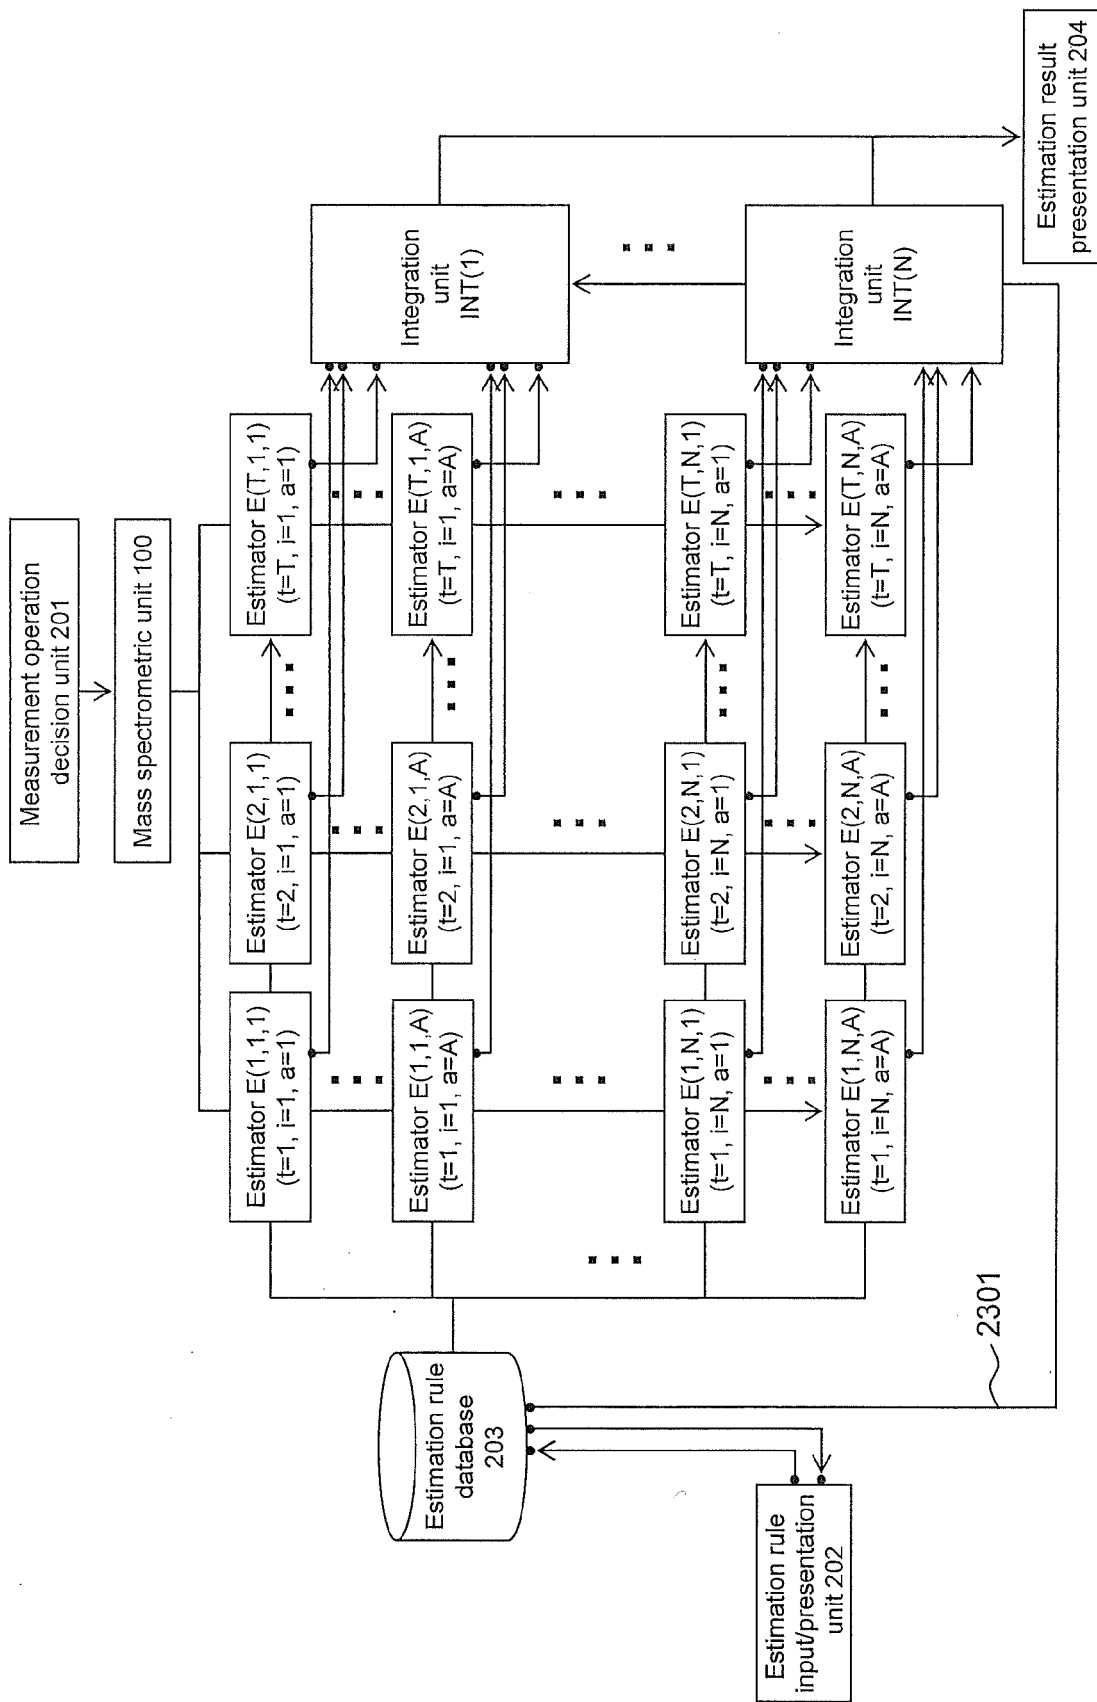 Measurement operation
decision unit 201
Mass spectrometric unit 100
Estimator E(1,1,1)
(t=1, i=1, a=1)
Estimator E(2,1,1)
(t=2, i=1, a=1)
Estimator E(T,1,1)
(t=T, i=1, a=1)
Estimator E(1,1,A)
(t=1, i=1, a=A)
Estimator E(2,1,A)
(t=2, i=1, a=A)
Estimator E(T,1,A)
(t=T, i=1, a=A)
Estimator E(1,N,1)
(t=1, i=N, a=1)
Estimator E(2,N,1)
(t=2, i=N, a=1)
Estimator E(T,N,1)
(t=T, i=N, a=1)
Estimator E(1,N,A)
(t=1, i=N, a=A)
Estimator E(2,N,A)
(t=2, i=N, a=A)
Estimator E(T,N,A)
(t=T, i=N, a=A)
Integration
unit
INT(1)
Integration
unit
INT(N)
Estimation result
presentation unit 204
Estimation rule
database
203
Estimation rule
input/presentation
unit 202
2301